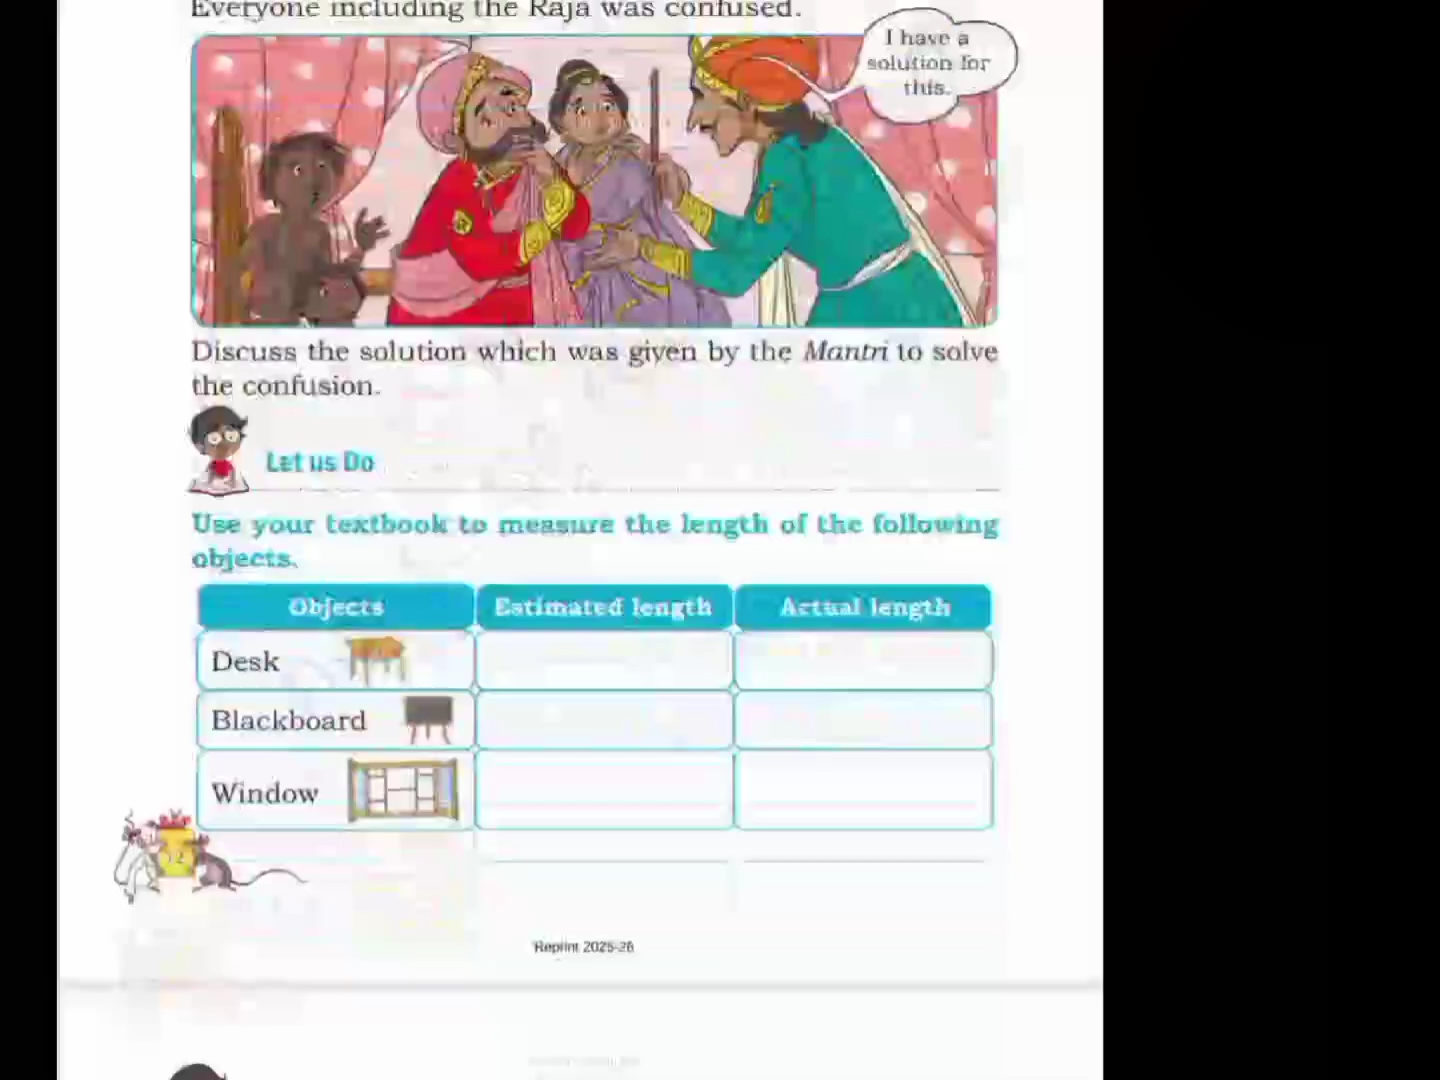 Everyone including the Raja was confused.
I have a
solution for
this.
Discuss the solution which was given by the Mantri to solve
the confusion.
Let us Do
Use your textbook to measure the length of the following
objects.
Objects Estimated length Actual length
Desk
Blackboard
Window
Reprint 2025-26